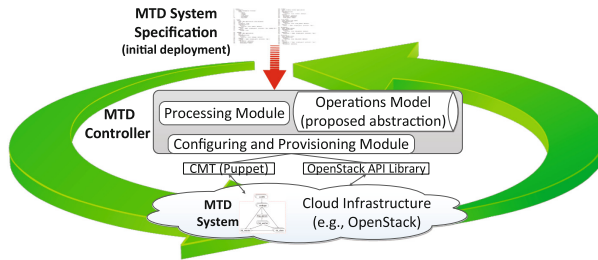 MTD System
Specification
(initial deployment)
MTD
Controller
Processing Module
Operations Model
(proposed abstraction)
Configuring and Provisioning Module
CMT (Puppet)
OpenStack API Library
MTD
System
Cloud Infrastructure
(e.g., OpenStack)